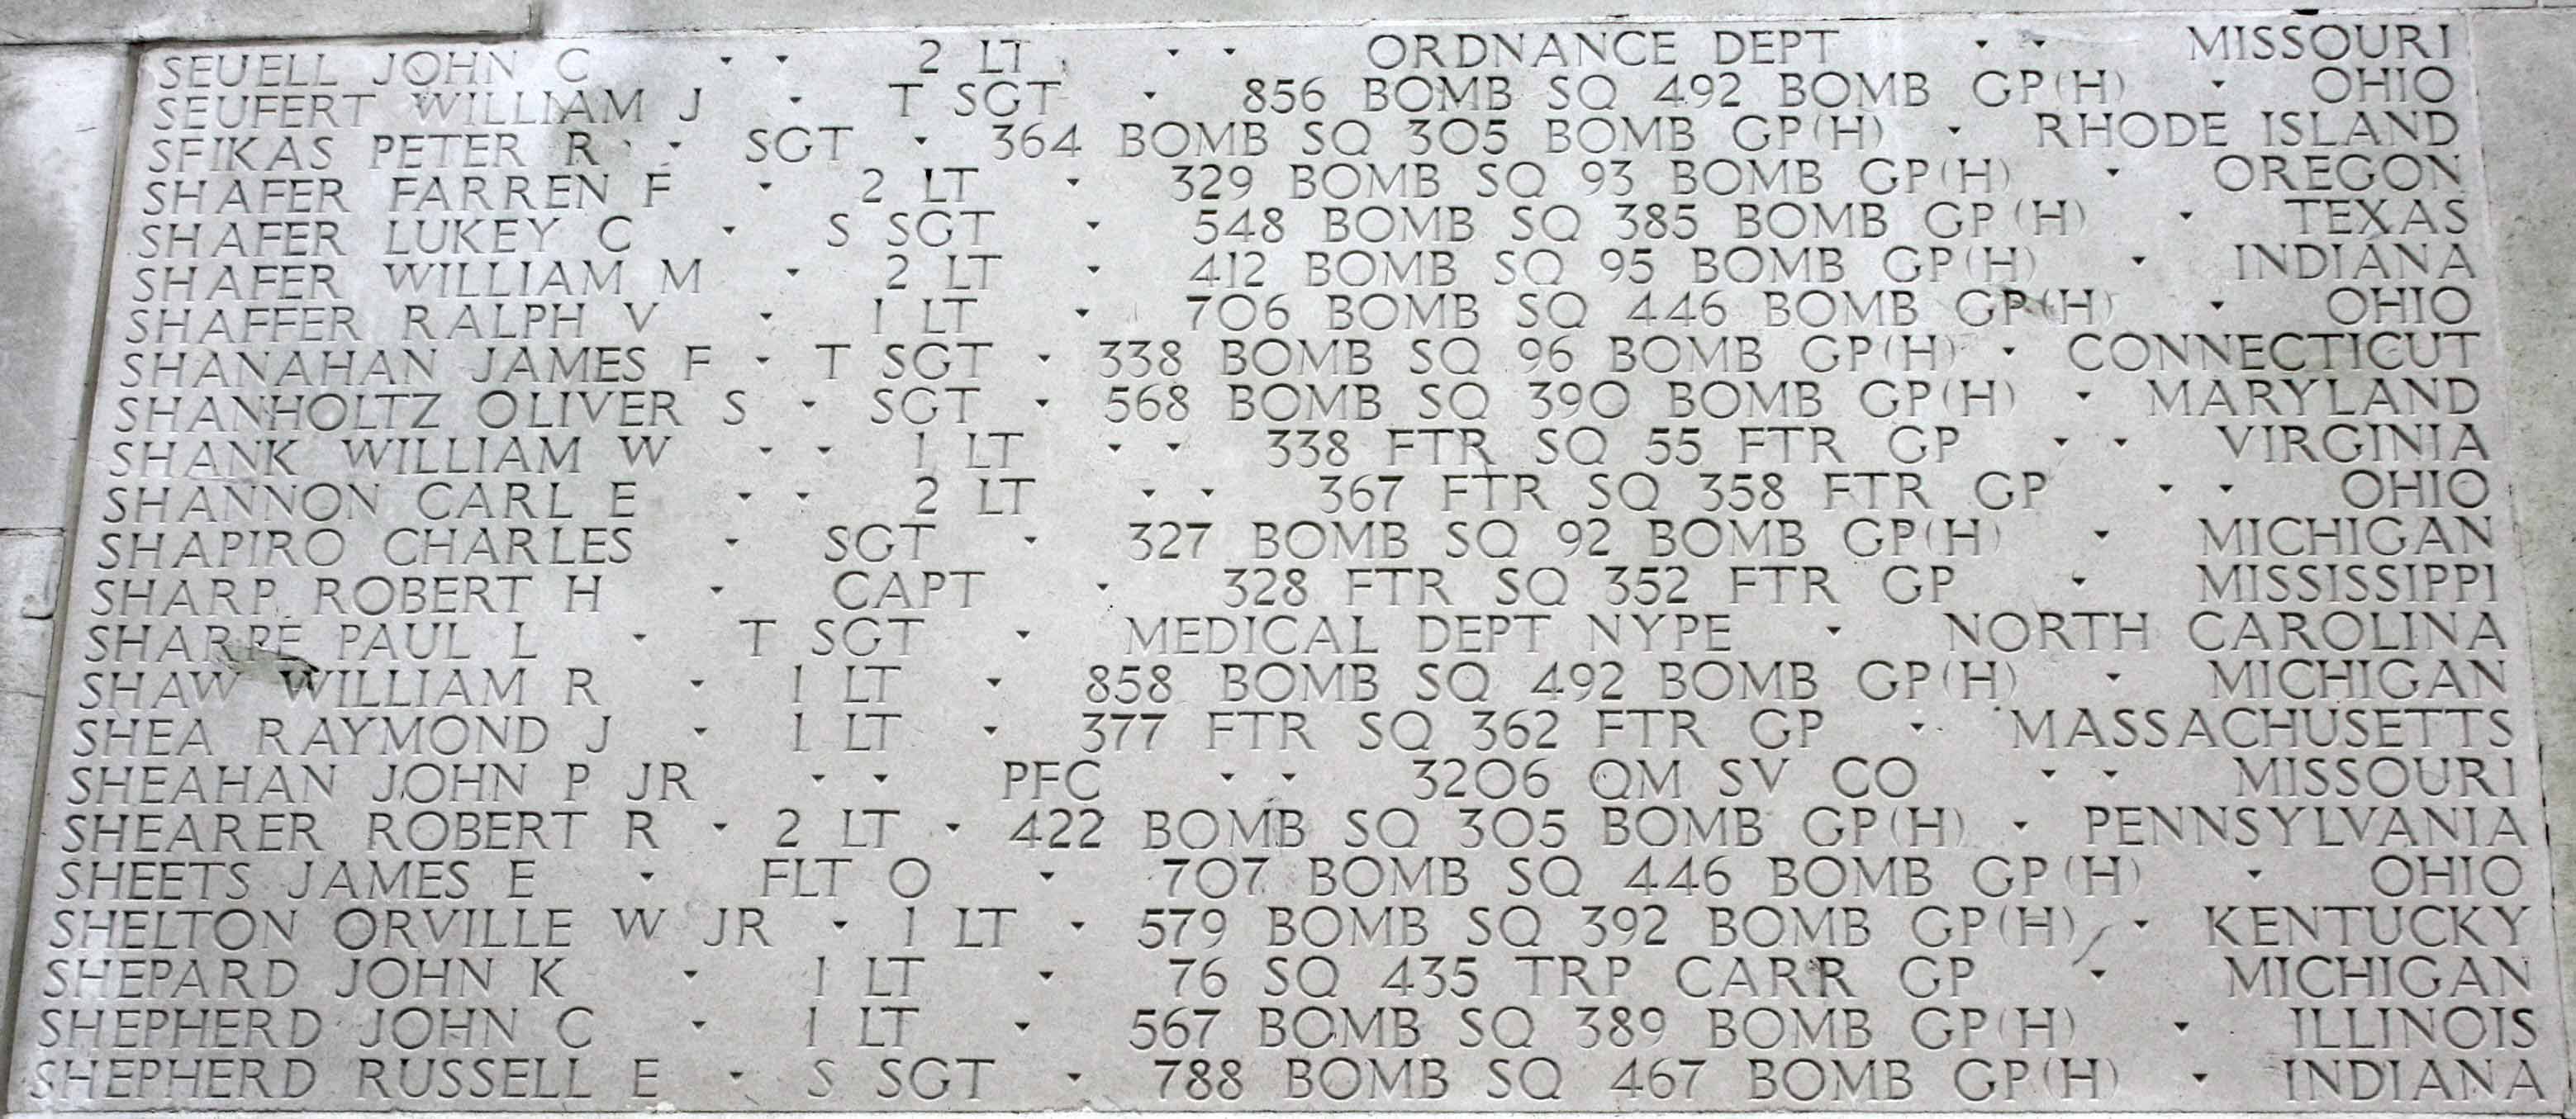 SEUELL JOHN C · · 2 LT · · ORDNANCE DEPT · · MISSOURI
SEUFERT WILLIAM J · T SGT · 856 BOMB SQ 492 BOMB GP(H) · OHIO
SFIKAS PETER R · SGT · 364 BOMB SQ 305 BOMB GP(H) · RHODE ISLAND
SHAFER FARREN F · 2 LT · 329 BOMB SQ 93 BOMB GP(H) · OREGON
SHAFER LUKEY C · S SGT · 548 BOMB SQ 385 BOMB GP(H) · TEXAS
SHAFER WILLIAM M · 2 LT · 412 BOMB SQ 95 BOMB GP(H) · INDIANA
SHAFFER RALPH V · 1 LT · 706 BOMB SQ 446 BOMB GP(H) · OHIO
SHANAHAN JAMES F · T SGT · 338 BOMB SQ 96 BOMB GP(H) · CONNECTICUT
SHANHOLTZ OLIVER S · SGT · 568 BOMB SQ 390 BOMB GP(H) · MARYLAND
SHANK WILLIAM W · · 1 LT · · 338 FTR SQ 55 FTR GP · · VIRGINIA
SHANNON CARL E · · 2 LT · · 367 FTR SQ 358 FTR GP · · OHIO
SHAPIRO CHARLES · SGT · 327 BOMB SQ 92 BOMB GP(H) · MICHIGAN
SHARP ROBERT H · CAPT · 328 FTR SQ 352 FTR GP · MISSISSIPPI
SHARPE PAUL L · T SGT · MEDICAL DEPT NYPE · NORTH CAROLINA
SHAW WILLIAM R · 1 LT · 858 BOMB SQ 492 BOMB GP(H) · MICHIGAN
SHEA RAYMOND J · 1 LT · 377 FTR SQ 362 FTR GP · MASSACHUSETTS
SHEAHAN JOHN P JR · · PFC · · 3206 QM SV CO · · MISSOURI
SHEARER ROBERT R · 2 LT · 422 BOMB SQ 305 BOMB GP(H) · PENNSYLVANIA
SHEETS JAMES E · FLT O · 707 BOMB SQ 446 BOMB GP(H) · OHIO
SHELTON ORVILLE W JR · 1 LT · 579 BOMB SQ 392 BOMB GP(H) · KENTUCKY
SHEPARD JOHN K · 1 LT · 76 SQ 435 TRP CARR GP · MICHIGAN
SHEPHERD JOHN C · 1 LT · 567 BOMB SQ 389 BOMB GP(H) · ILLINOIS
SHEPHERD RUSSELL E · S SGT · 788 BOMB SQ 467 BOMB GP(H) · INDIANA